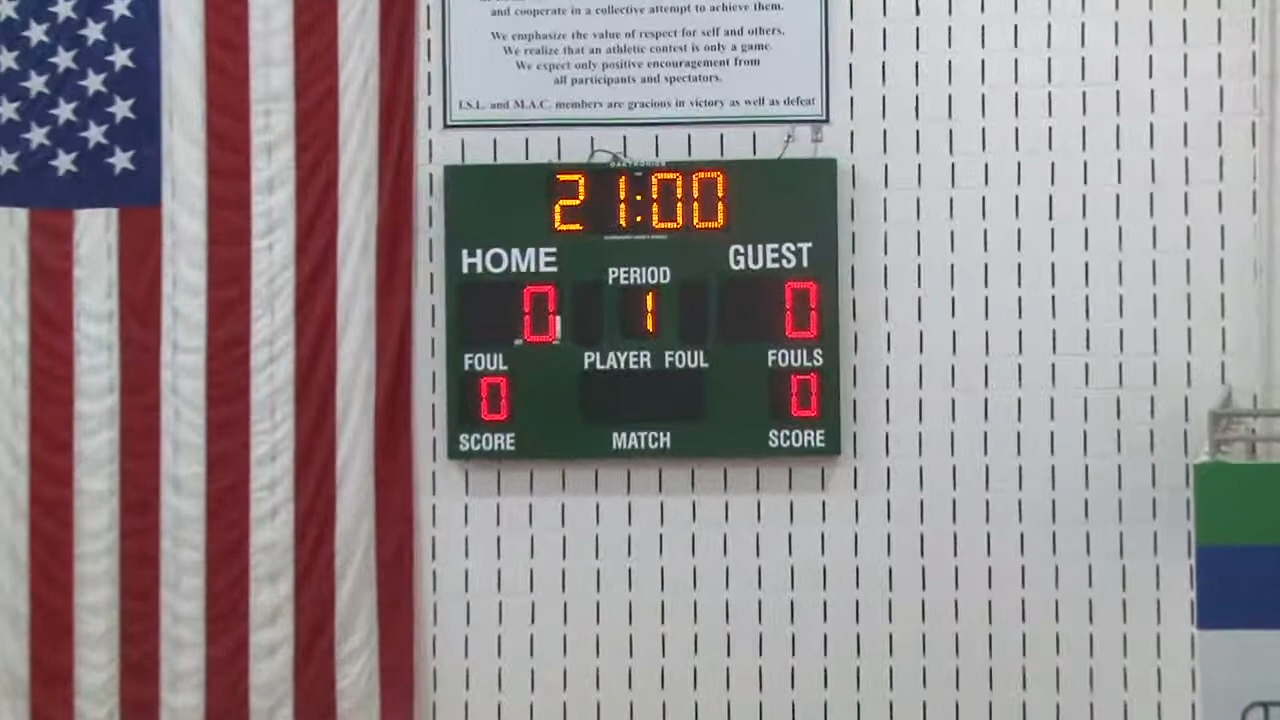 and cooperate in a collective attempt to achieve them.
We emphasize the value of respect for self and others.
We realize that an athletic contest is only a game.
We expect only positive encouragement from
all participants and spectators.
I.S.L. and M.A.C. members are gracious in victory as well as defeat
DAKTRONICS
21:00
HOME
GUEST
PERIOD
0
1
0
FOUL
PLAYER FOUL
FOULS
0
0
SCORE
MATCH
SCORE